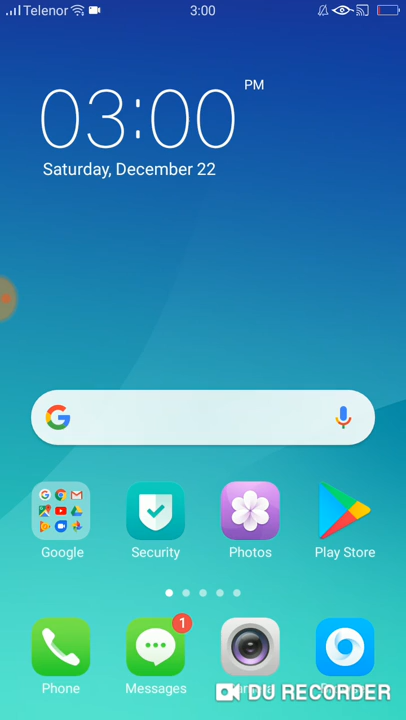 Telenor 3:00
03:00 PM
Saturday, December 22
Google Security Photos Play Store
1
Phone Messages
DU RECORDER